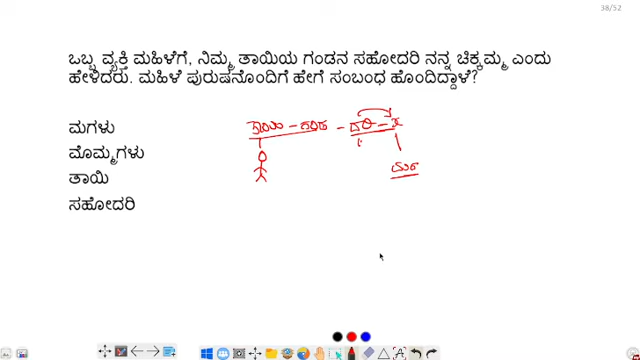 38/52
ಒಬ್ಬ ವ್ಯಕ್ತಿ ಮಹಿಳೆಗೆ, ನಿಮ್ಮ ತಾಯಿಯ ಗಂಡನ ಸಹೋದರಿ ನನ್ನ ಚಿಕ್ಕಮ್ಮ ಎಂದು
ಹೇಳಿದರು. ಮಹಿಳೆ ಪುರುಷನೊಂದಿಗೆ ಹೇಗೆ ಸಂಬಂಧ ಹೊಂದಿದ್ದಾಳೆ?
ಮಗಳು
ಮೊಮ್ಮಗಳು
ತಾಯಿ
ಸಹೋದರಿ